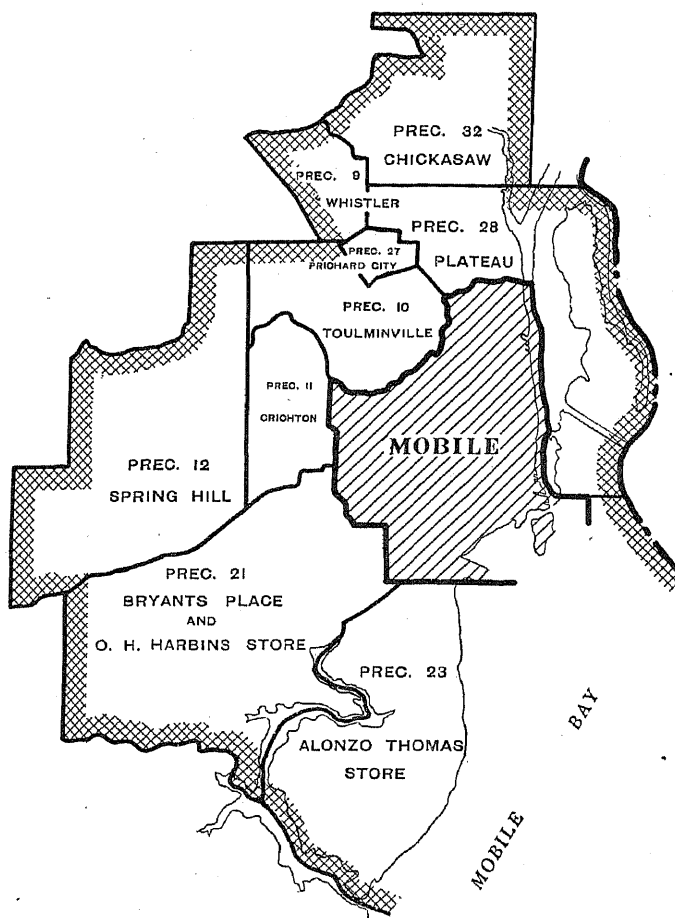 PREC. 32
CHICKASAW
PREC. 9
WHISTLER
PREC. 28
PLATEAU
PREC. 27
PRICHARD CITY
PREC. 10
TOULMINVILLE
PREC. 11
CRICHTON
MOBILE
PREC. 12
SPRING HILL
PREC. 21
BRYANTS PLACE
AND
O. H. HARBINS STORE
PREC. 23
ALONZO THOMAS
STORE
MOBILE BAY